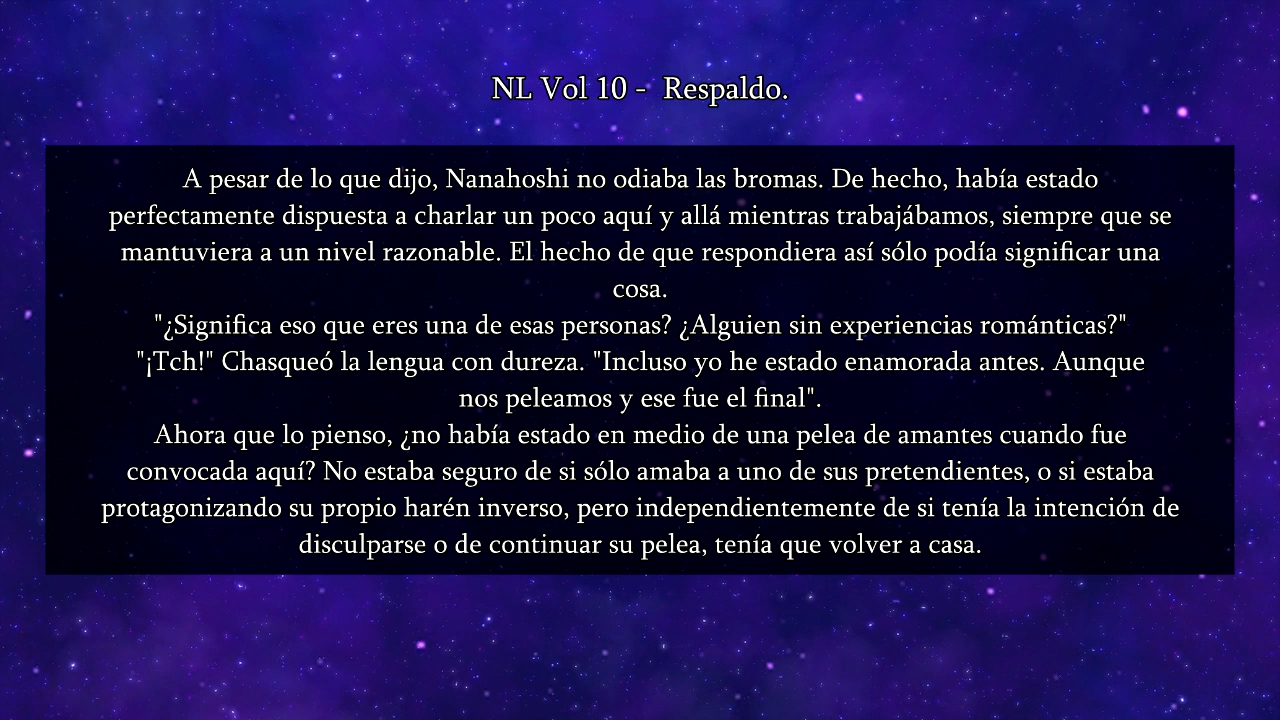 NL Vol 10 -  Respaldo.
A pesar de lo que dijo, Nanahoshi no odiaba las bromas. De hecho, había estado
perfectamente dispuesta a charlar un poco aquí y allá mientras trabajábamos, siempre que se
mantuviera a un nivel razonable. El hecho de que respondiera así sólo podía significar una
cosa.
"¿Significa eso que eres una de esas personas? ¿Alguien sin experiencias románticas?"
"¡Tch!" Chasqueó la lengua con dureza. "Incluso yo he estado enamorada antes. Aunque
nos peleamos y ese fue el final".
Ahora que lo pienso, ¿no había estado en medio de una pelea de amantes cuando fue
convocada aquí? No estaba seguro de si sólo amaba a uno de sus pretendientes, o si estaba
protagonizando su propio harén inverso, pero independientemente de si tenía la intención de
disculparse o de continuar su pelea, tenía que volver a casa.